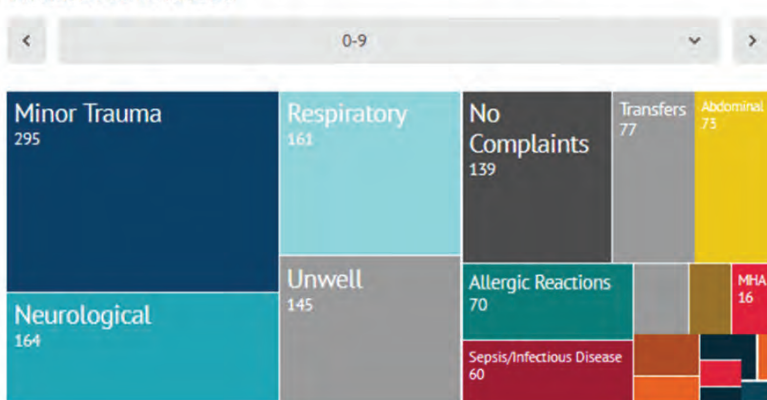 0-9
Minor Trauma
295
Respiratory
161
No
Complaints
139
Transfers
77
Abdominal
73
Unwell
145
Neurological
164
Allergic Reactions
70
MHA
16
Sepsis/Infectious Disease
60